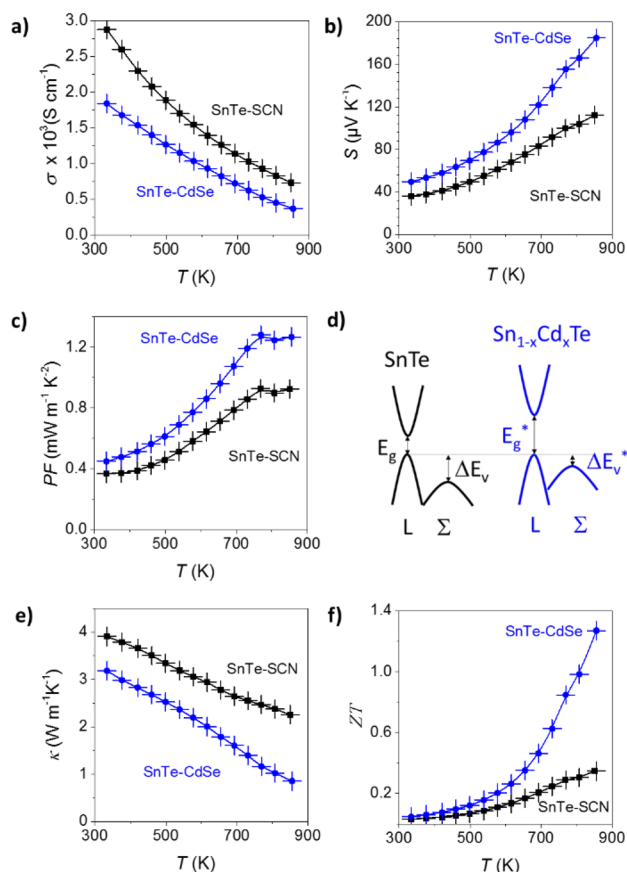 a)
3.0
2.5
2.0
1.5
1.0
0.5
0.0
σ x 10³(S cm⁻¹)
SnTe-SCN
SnTe-CdSe
300 500 700 900
T (K)
b)
200
160
120
80
40
0
S (µV K⁻¹)
SnTe-CdSe
SnTe-SCN
300 500 700 900
T (K)
c)
1.2
0.8
0.4
0.0
PF (mW m⁻¹ K⁻²)
SnTe-CdSe
SnTe-SCN
300 500 700 900
T (K)
d)
SnTe
Sn₁₋ₓCdₓTe
E_g
ΔE_v
L Σ
E_g*
ΔE_v*
L Σ
e)
4
3
2
1
0
κ (W m⁻¹K⁻¹)
SnTe-SCN
SnTe-CdSe
300 500 700 900
T (K)
f)
1.4
1.0
0.6
0.2
ZT
SnTe-CdSe
SnTe-SCN
300 500 700 900
T (K)